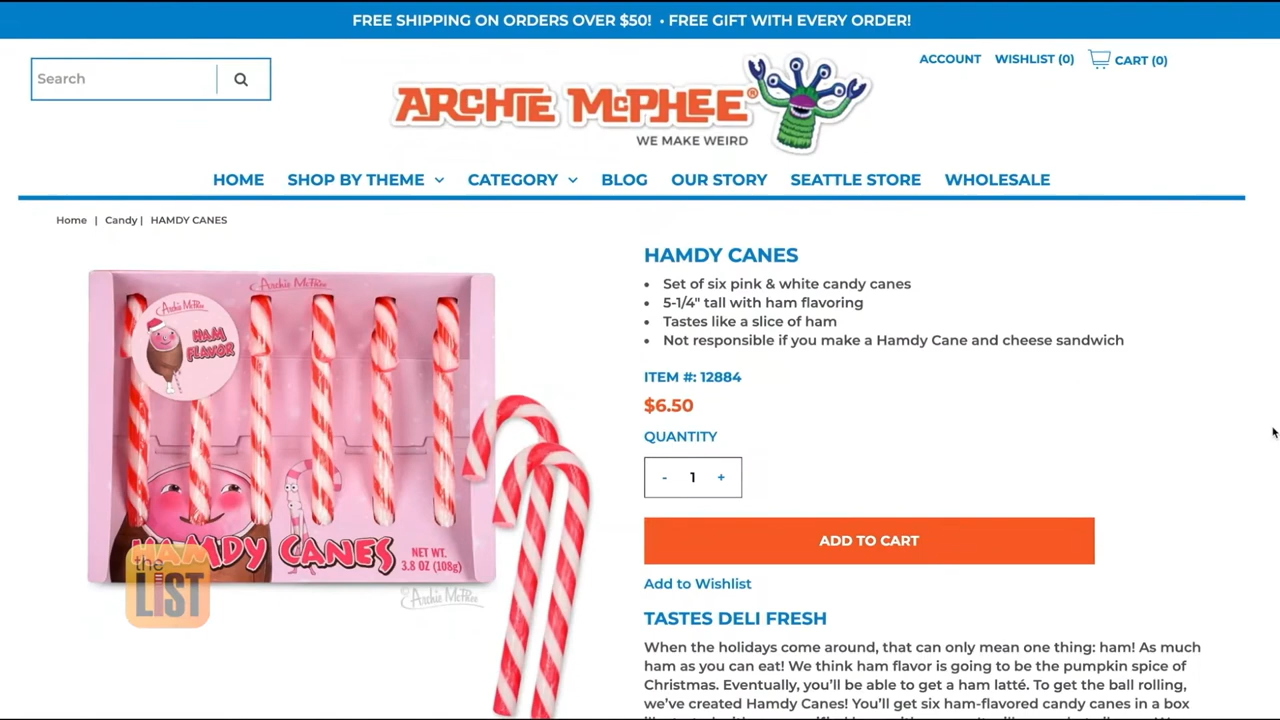 FREE SHIPPING ON ORDERS OVER $50! • FREE GIFT WITH EVERY ORDER!
Search
ARCHIE McPHEE®
WE MAKE WEIRD
ACCOUNT WISHLIST (0) CART (0)
HOME SHOP BY THEME CATEGORY BLOG OUR STORY SEATTLE STORE WHOLESALE
Home | Candy | HAMDY CANES
Archie McPhee
Archie McPhee
HAM
FLAVOR
HAMDY CANES
NET WT.
3.8 OZ (108g)
the
LIST
Archie McPhee
HAMDY CANES
• Set of six pink & white candy canes
• 5-1/4" tall with ham flavoring
• Tastes like a slice of ham
• Not responsible if you make a Hamdy Cane and cheese sandwich
ITEM #: 12884
$6.50
QUANTITY
- 1 +
ADD TO CART
Add to Wishlist
TASTES DELI FRESH
When the holidays come around, that can only mean one thing: ham! As much
ham as you can eat! We think ham flavor is going to be the pumpkin spice of
Christmas. Eventually, you'll be able to get a ham latté. To get the ball rolling,
we've created Hamdy Canes! You'll get six ham-flavored candy canes in a box